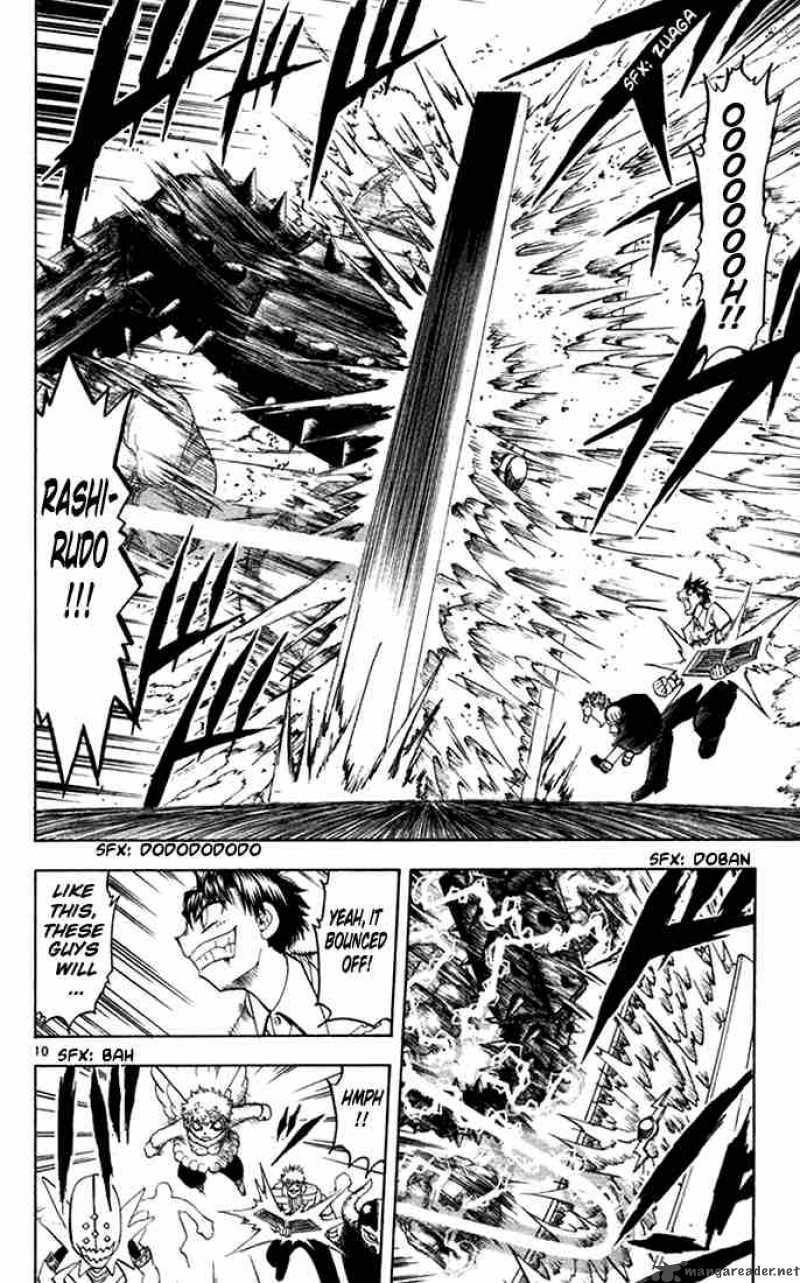 SFX: ZUAGA
OOOOOOOH!!
RASHI-
RUDO
!!!
SFX: DODODODODO
SFX: DOBAN
YEAH, IT
BOUNCED
OFF!
LIKE
THIS,
THESE
GUYS
WILL
...
10
SFX: BAH
HMPH
!!
mangareader.net